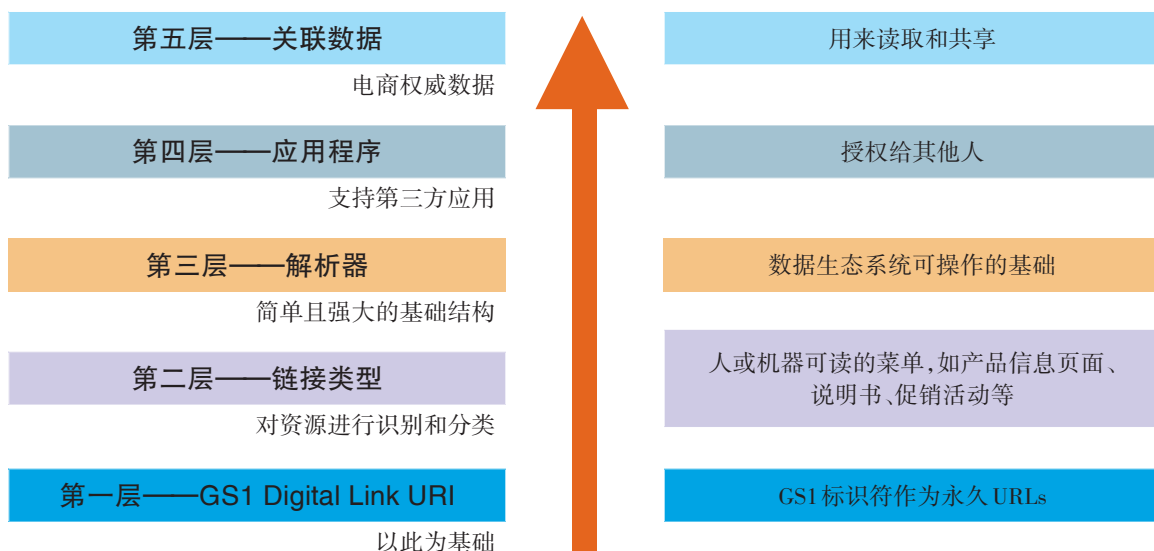 第五层——关联数据
用来读取和共享
电商权威数据
第四层——应用程序
授权给其他人
支持第三方应用
第三层——解析器
数据生态系统可操作的基础
简单且强大的基础结构
第二层——链接类型
人或机器可读的菜单,如产品信息页面、
说明书、促销活动等
对资源进行识别和分类
第一层——GS1 Digital Link URI
GS1标识符作为永久URLs
以此为基础